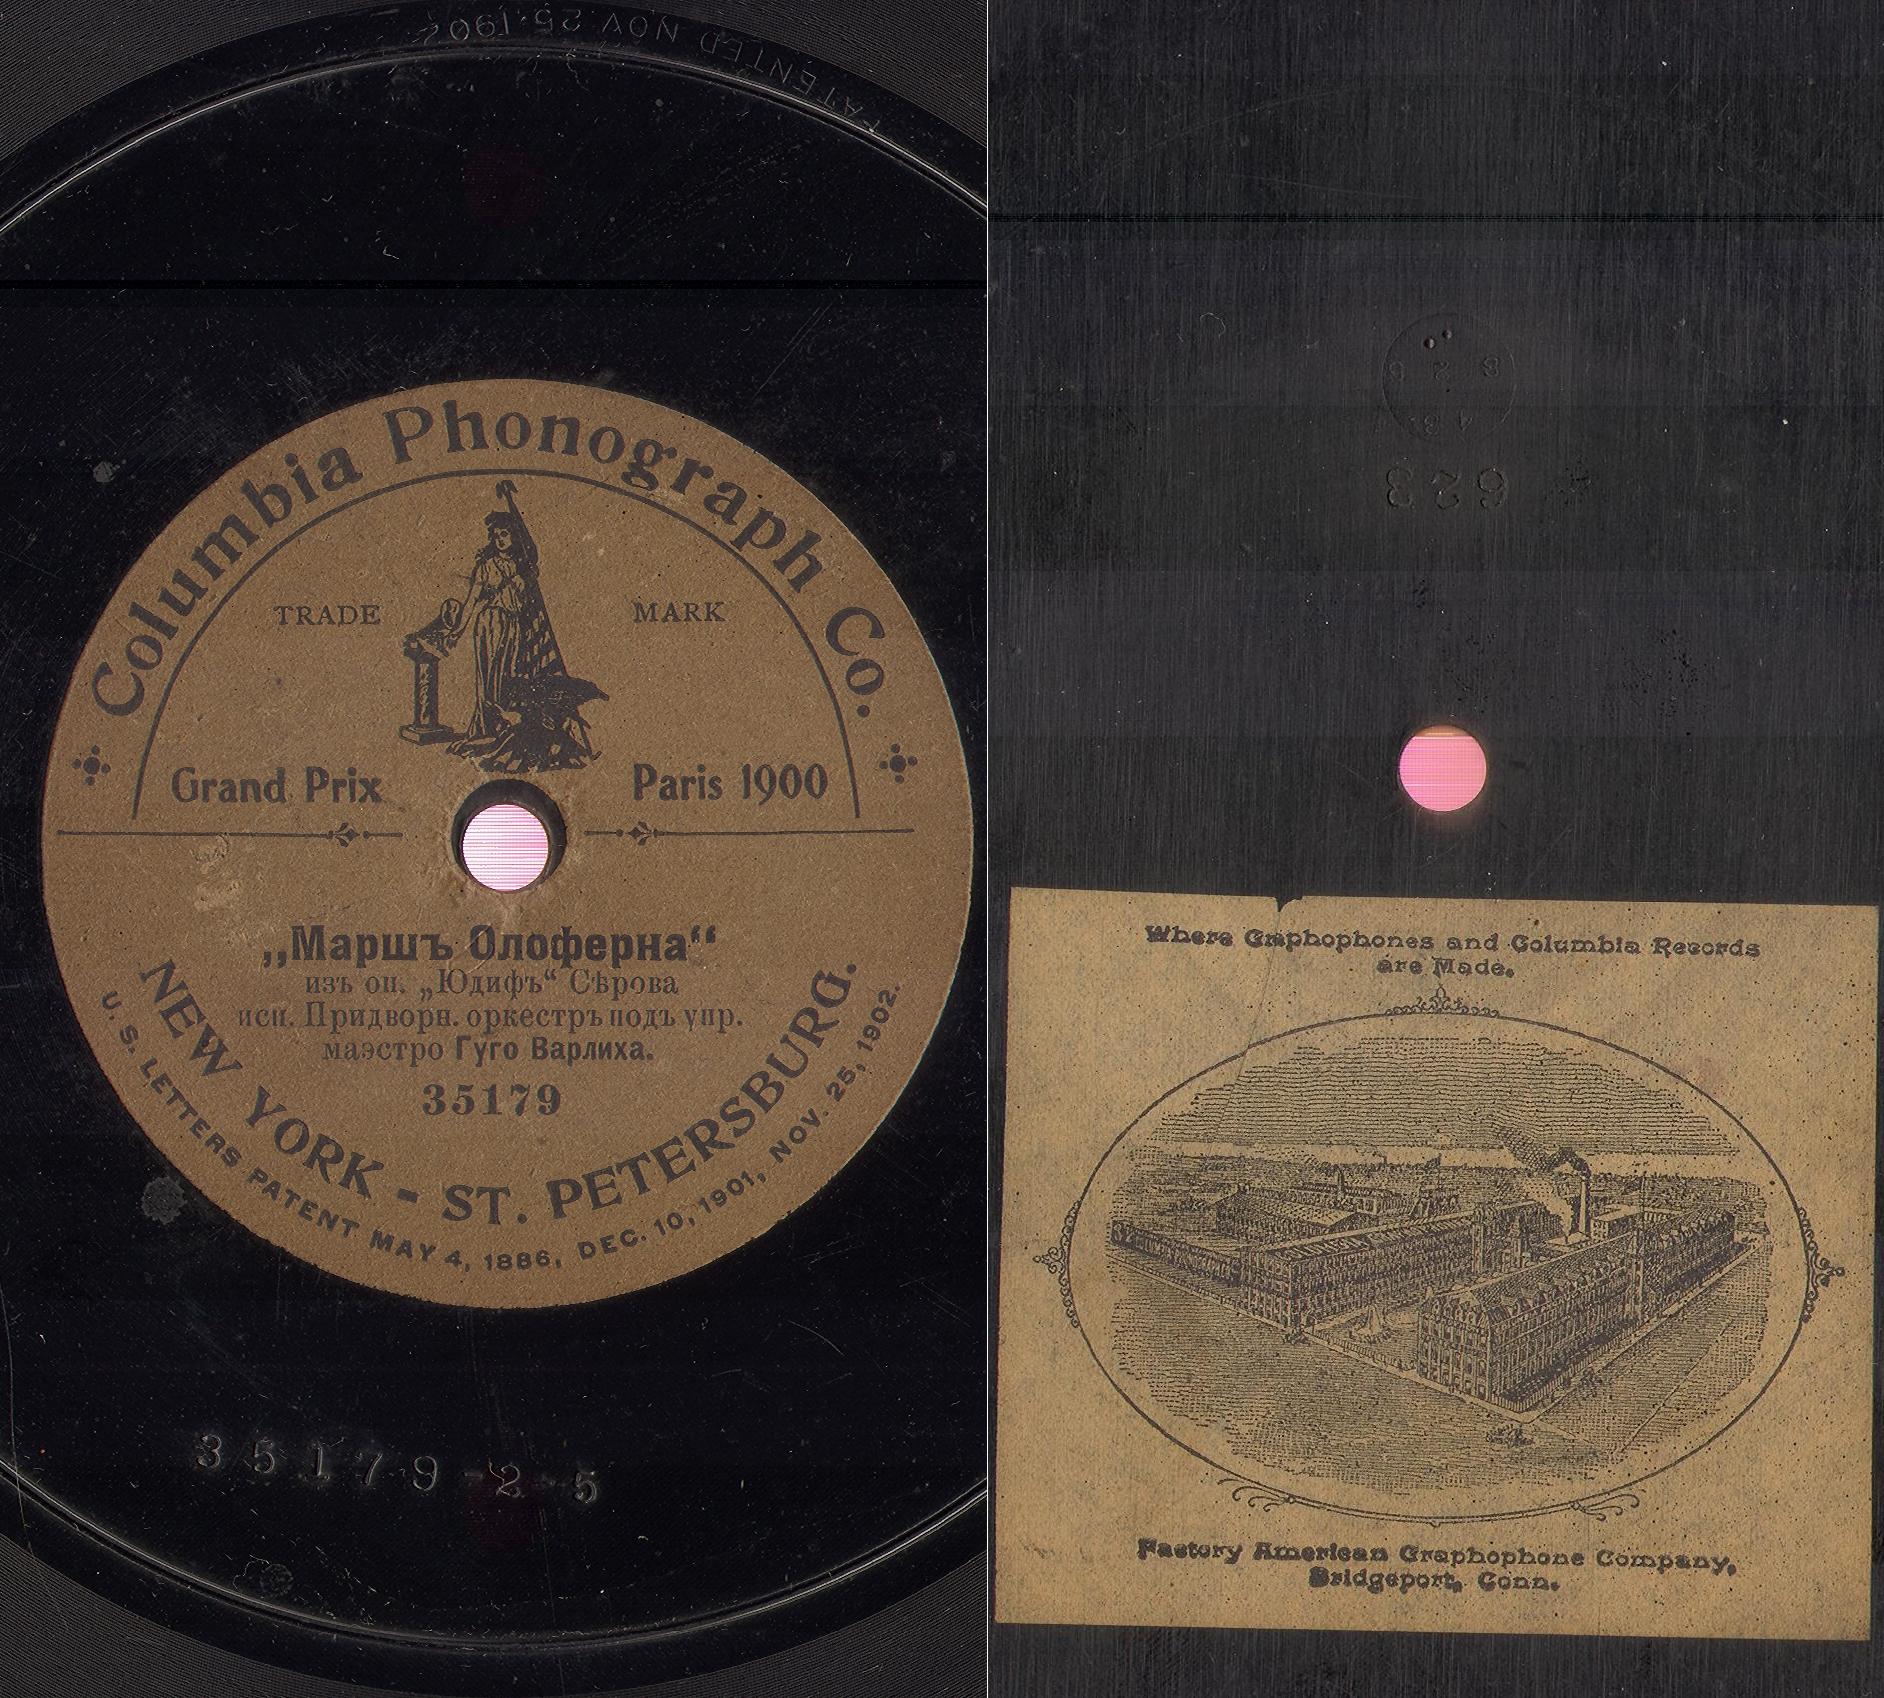 PATENTED NOV 25.1902
Columbia Phonograph Co.
TRADE MARK
Grand Prix Paris 1900
„Маршъ Олоферна“
изъ оп. „Юдифъ“ Сѣрова
исп. Придворн. оркестръ подъ упр.
маэстро Гуго Варлиха.
35179
NEW YORK - ST. PETERSBURG.
U. S. LETTERS PATENT MAY 4, 1886, DEC. 10, 1901, NOV. 25, 1902.
35179-2-5
623
Where Graphophones and Columbia Records
are Made.
Factory American Graphophone Company,
Bridgeport, Conn.